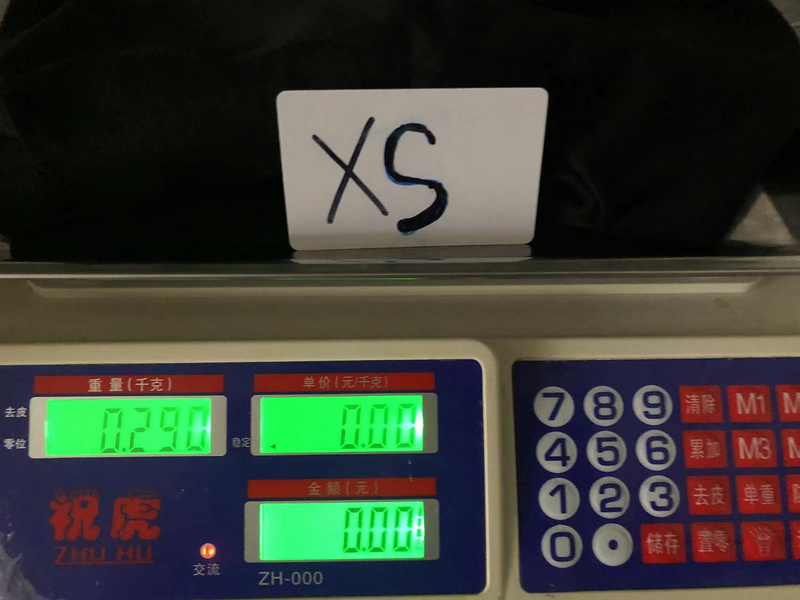 XS
重量(千克)
单价(元/千克)
去皮
零位
0.290
稳定
0.00
金额(元)
0.00
祝虎
ZHU HU
交流
ZH-000
7 8 9 清除 M1
4 5 6 累加 M3
1 2 3 去皮 单重
0 . 储存 置零